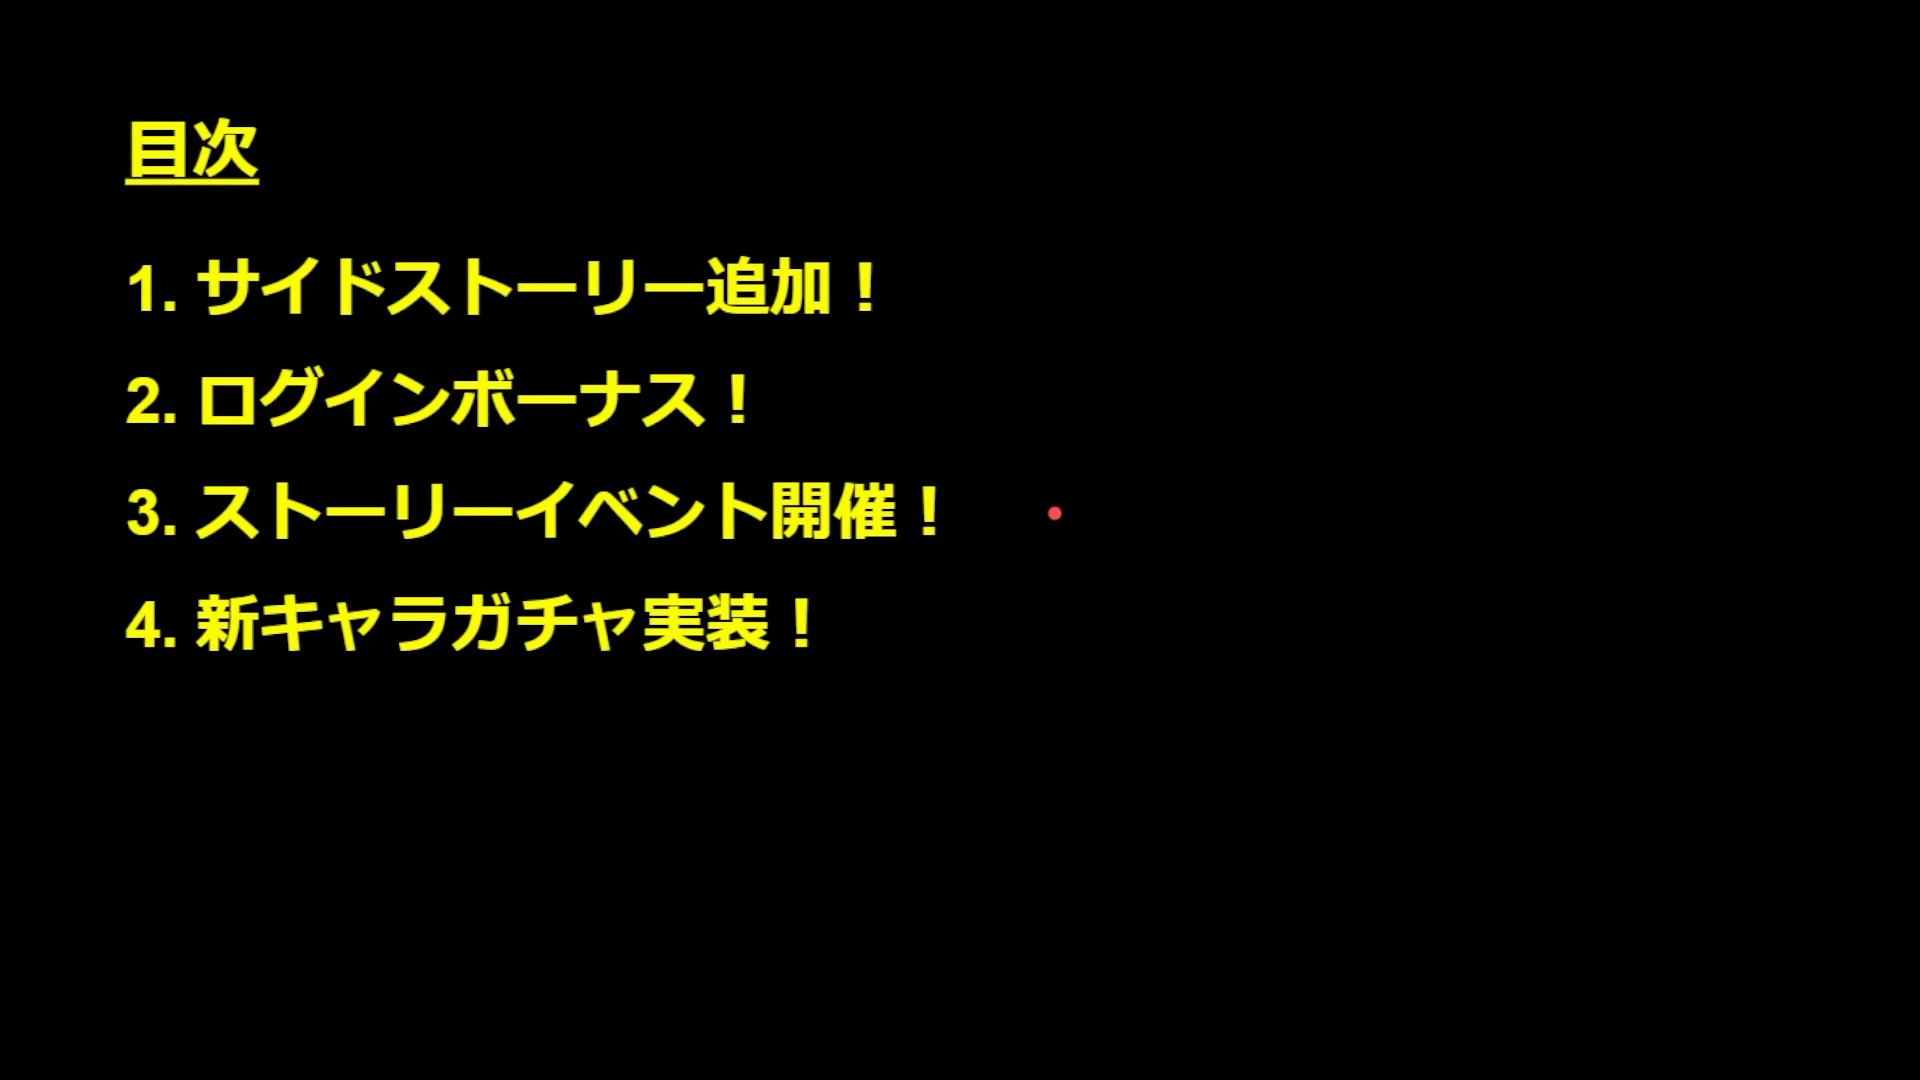 目次
1. サイドストーリー追加！
2. ログインボーナス！
3. ストーリーイベント開催！
4. 新キャラガチャ実装！